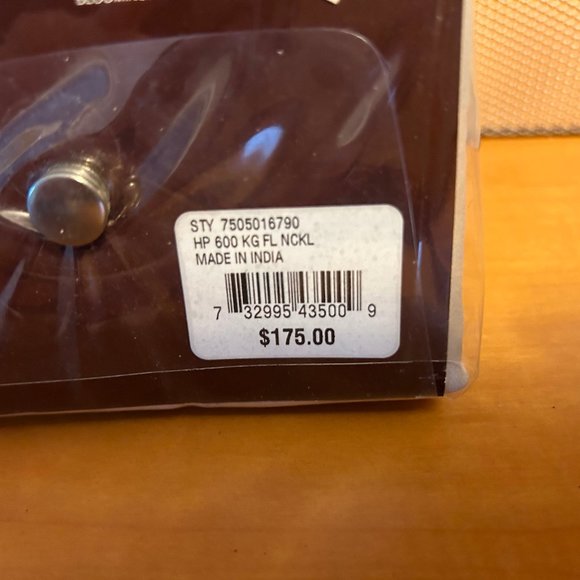 STY 7505016790
HP 600 KG FL NCKL
MADE IN INDIA
7 32995 43500 9
$175.00